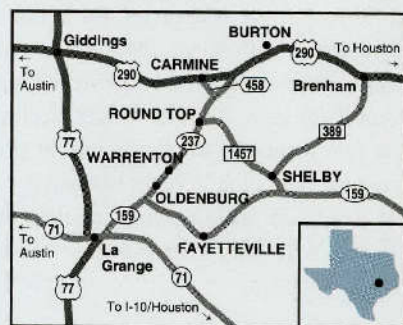 BURTON
Giddings
290
To Houston
CARMINE
To Austin
290
458
Brenham
ROUND TOP
77
237
1457
389
WARRENTON
SHELBY
OLDENBURG
159
71
159
To Austin
La Grange
FAYETTEVILLE
77
71
To I-10/Houston